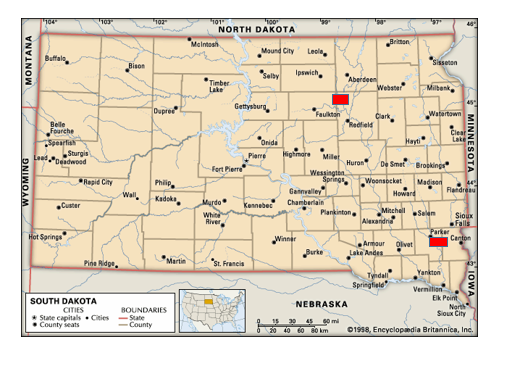 °104° °103° °102° °101° 100° 99° 98° 97° 46°
NORTH DAKOTA
McIntosh
Britton
Mound City Leola
Buffalo
Sisseton
Bison
Selby Ipswich Aberdeen
Timber
Lake
Webster Milbank
45°
Gettysburg
Dupree
Faulkton
Redfield
Clark
Watertown
Belle
Fourche
Clear
Lake
Hayti
Onida
Spearfish
Sturgis
Lead Deadwood
Pierre
Highmore Miller
Huron De Smet Brookings
Fort Pierre
Wessington
Springs
Woonsocket Madison
Flandreau
44°
Rapid City
Philip
Wall
Gannvalley
Howard
Kadoka
Murdo
Kennebec
Chamberlain
Custer
White
River
Plankinton
Mitchell Salem
Alexandria
Sioux
Falls
Hot Springs
Winner
Parker
Canton
Armour
Olivet
Lake Andes
Burke
Pine Ridge
Martin St. Francis
43°
Tyndall
Yankton
Springfield
Vermillion
Elk Point
North
Sioux City
MONTANA
WYOMING
MINNESOTA
IOWA
NEBRASKA
SOUTH DAKOTA
CITIES BOUNDARIES
State capitals Cities State
County seats County
0 15 30 45 60 mi
0 20 40 60 80 km
©1998, Encyclopædia Britannica, Inc.